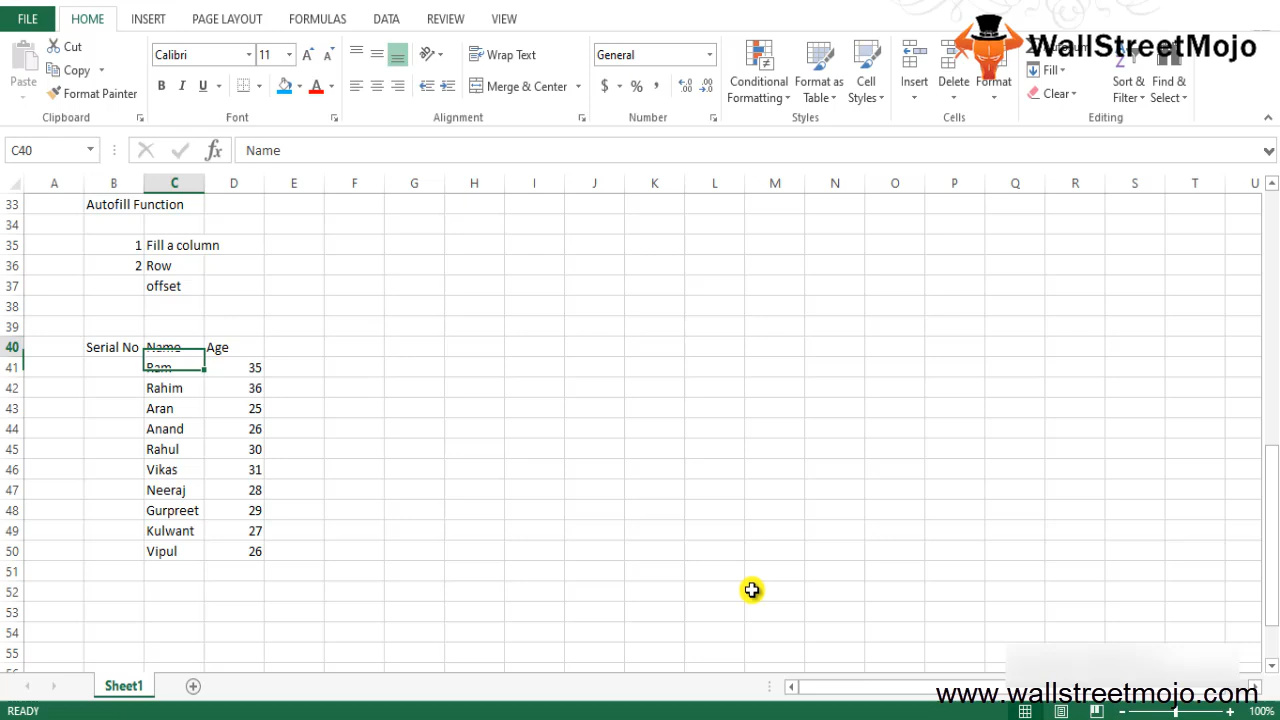 FILE HOME INSERT PAGE LAYOUT FORMULAS DATA REVIEW VIEW
WallStreetMojo
Paste Cut Copy Format Painter
Clipboard
Calibri 11
B I U A A A
Font
Wrap Text
Merge & Center
Alignment
General
$ % ,
Number
Conditional Formatting Format as Table Cell Styles
Styles
Insert Delete Format
Cells
Fill
Clear
Sort & Filter Find & Select
Editing
C40 fx Name
A B C D E F G H I J K L M N O P Q R S T U
33 Autofill Function
34
35 1 Fill a column
36 2 Row
37 offset
38
39
40 Serial No Name Age
41 Ram 35
42 Rahim 36
43 Aran 25
44 Anand 26
45 Rahul 30
46 Vikas 31
47 Neeraj 28
48 Gurpreet 29
49 Kulwant 27
50 Vipul 26
51
52
53
54
55
Sheet1
www.wallstreetmojo.com
READY 100%